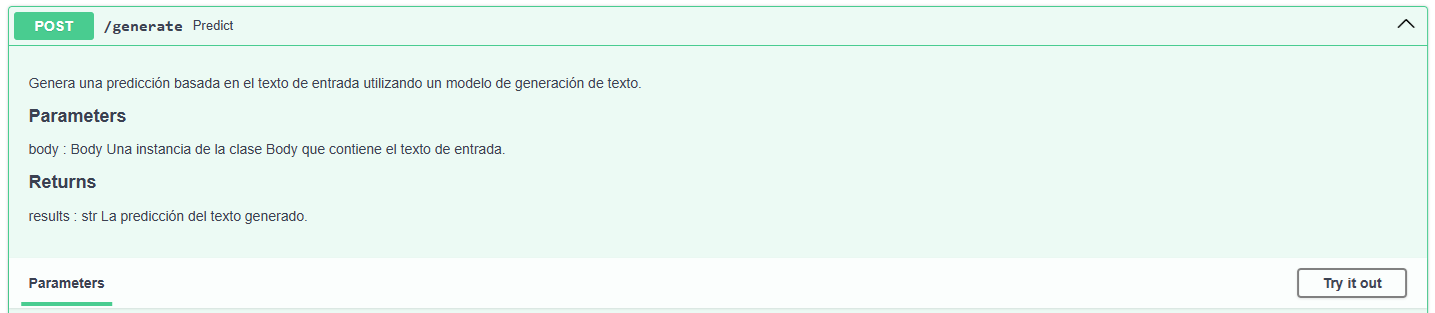 POST /generate Predict
Genera una predicción basada en el texto de entrada utilizando un modelo de generación de texto.
Parameters
body : Body Una instancia de la clase Body que contiene el texto de entrada.
Returns
results : str La predicción del texto generado.
Parameters Try it out